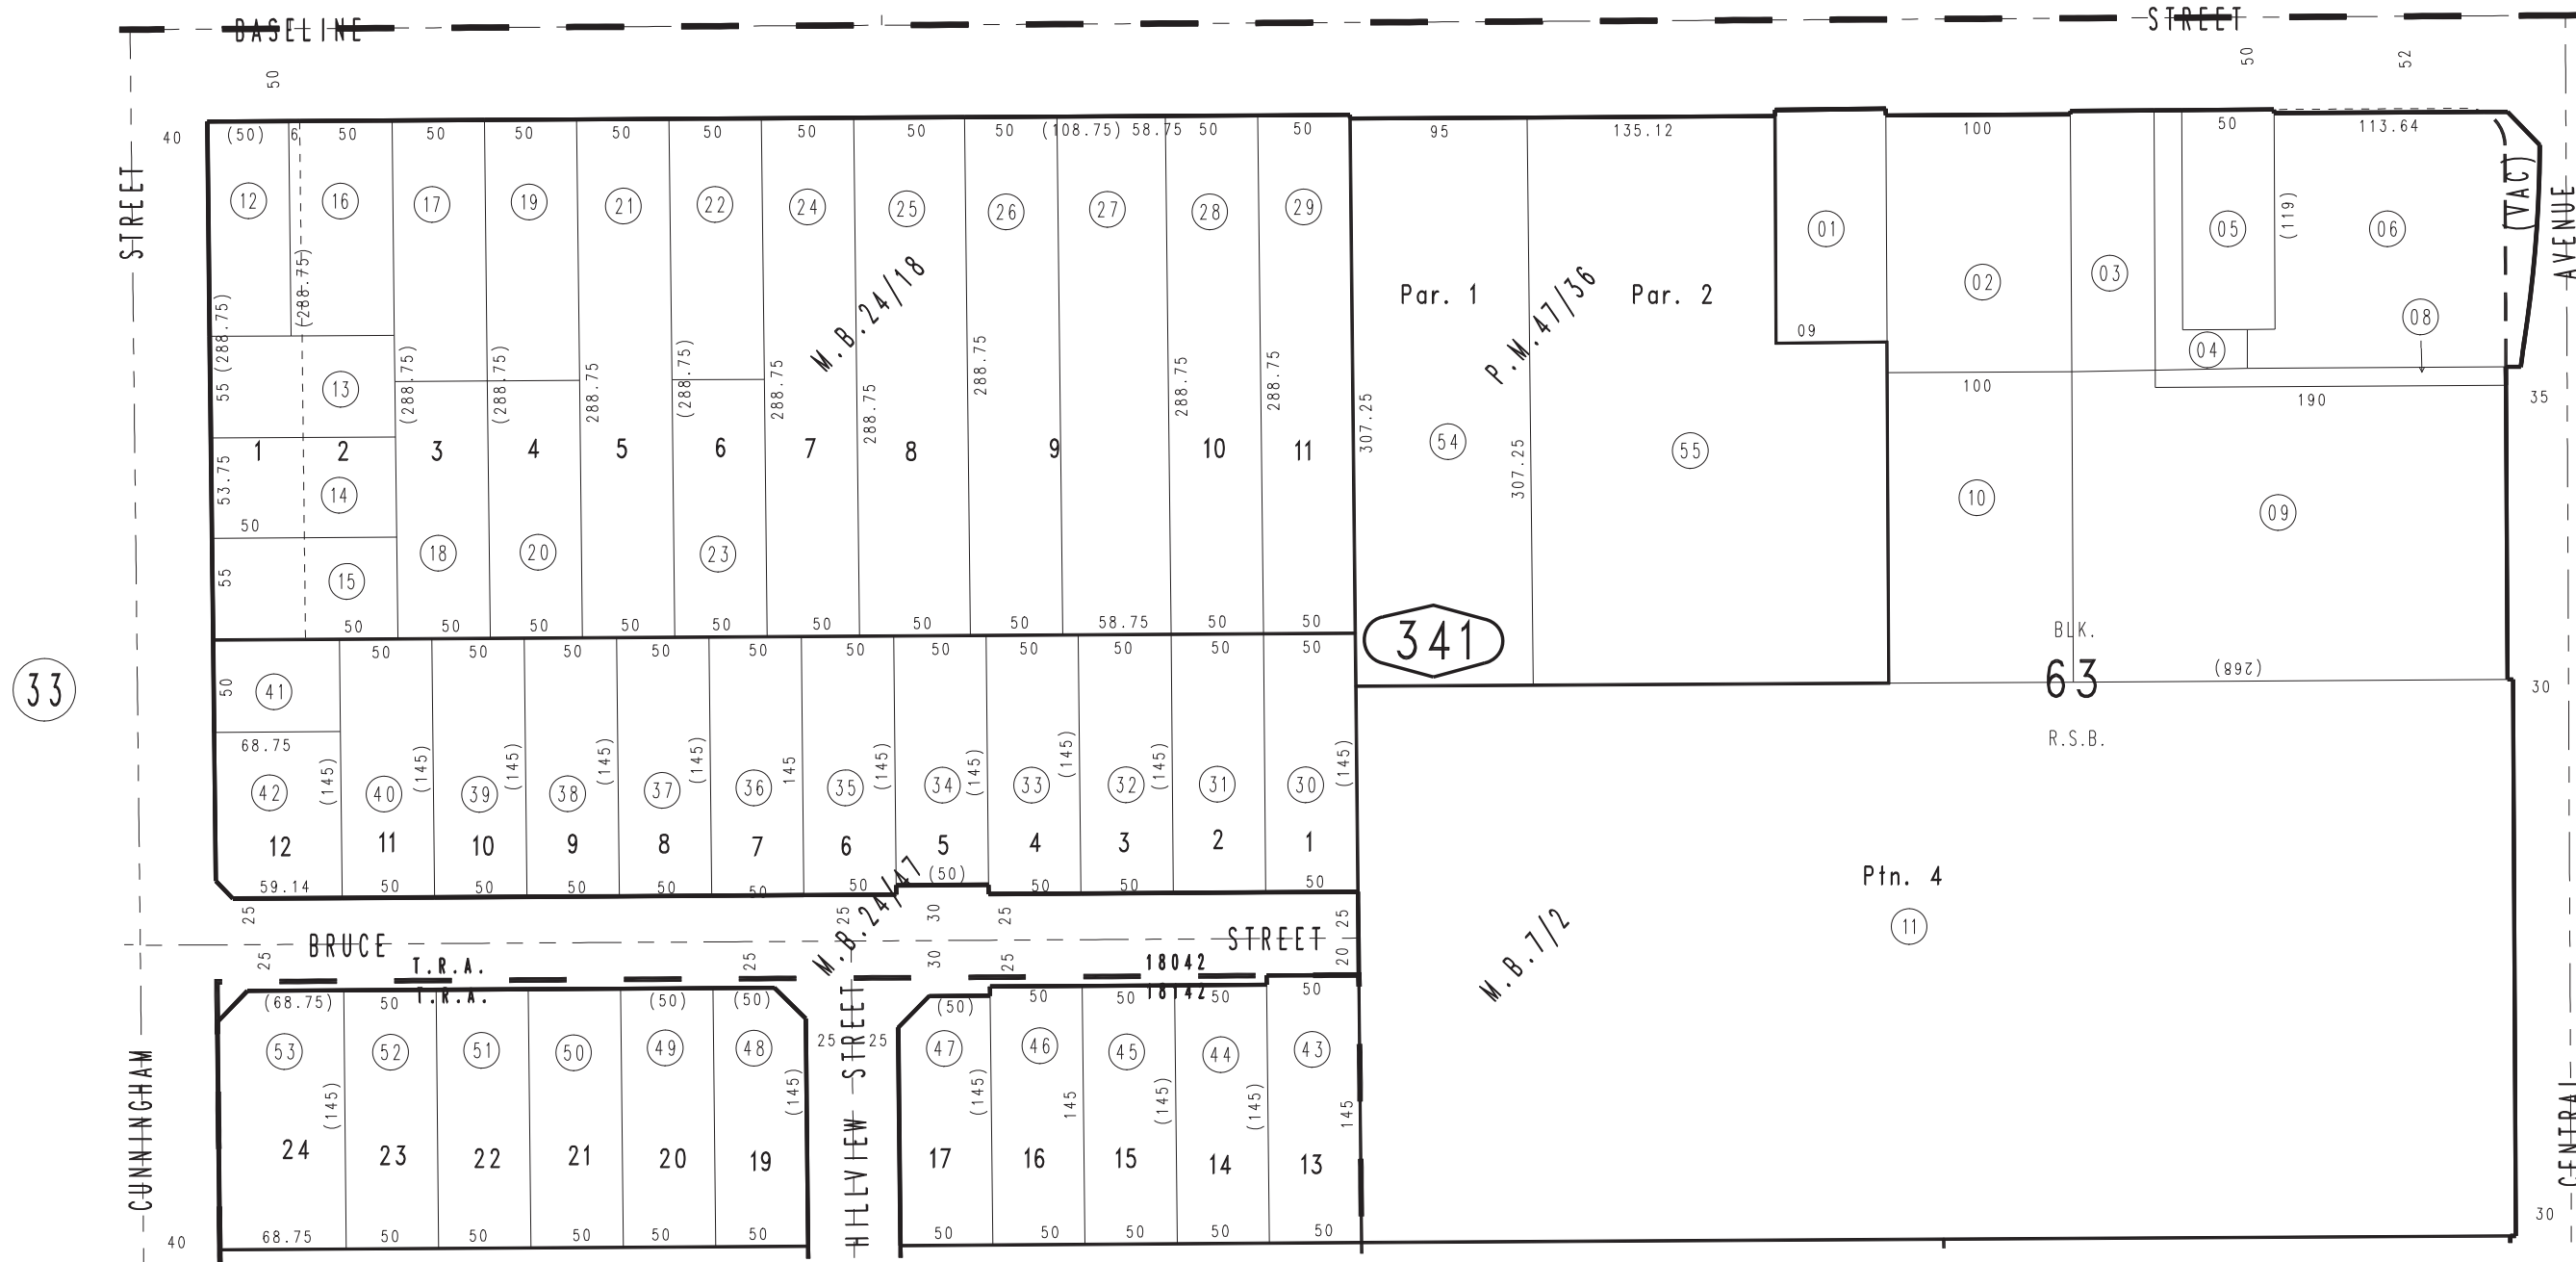 BASELINE STREET
50 50 52
40 (50) 6 50 50 50 50 50 50 50 50 (108.75) 58.75 50 50 95 135.12 100 50 113.64
STREET
AVENUE
(VAC)
12 16 17 19 21 22 24 25 26 27 28 29 01 02 03 05 (119) 06
M.B.24/18
Par. 1
P.M.47/36
Par. 2
09
04
08
(288.75) (288.75) (288.75) (288.75) 288.75 (288.75) 288.75 288.75 288.75 288.75 288.75 307.25 307.25
55 13
100 190 35
1 2 3 4 5 6 7 8 9 10 11
54 55 10 09
53.75 14
50
18 20 23
55 15
50 50 50 50 50 50 50 50 58.75 50 50
341
BLK.
63
R.S.B.
(268)
30
33
50 50 50 50 50 50 50 50 50 50 50
50 41
68.75
(145) (145) (145) (145) (145) 145 (145) (145) (145) (145) (145)
42 40 39 38 37 36 35 34 33 32 31 30
12 11 10 9 8 7 6 5 4 3 2 1
59.14 50 50 50 50 50 50 (50) 50 50 50
Ptn. 4
11
M.B.24/47
M.B.7/2
25 25 30 25 25
BRUCE STREET
25 25 30 25 20
T.R.A. 18042
T.R.A. 18142
(68.75) 50 (50) (50) (50) 50 50 50 50
53 52 51 50 49 48 25 25 47 46 45 44 43
(145) (145) (145) 145 (145) (145) 145
24 23 22 21 20 19 17 16 15 14 13
68.75 50 50 50 50 50 50 50 50 50 50
CUNNINGHAM
HILLVIEW STREET
CENTRAL
40 30